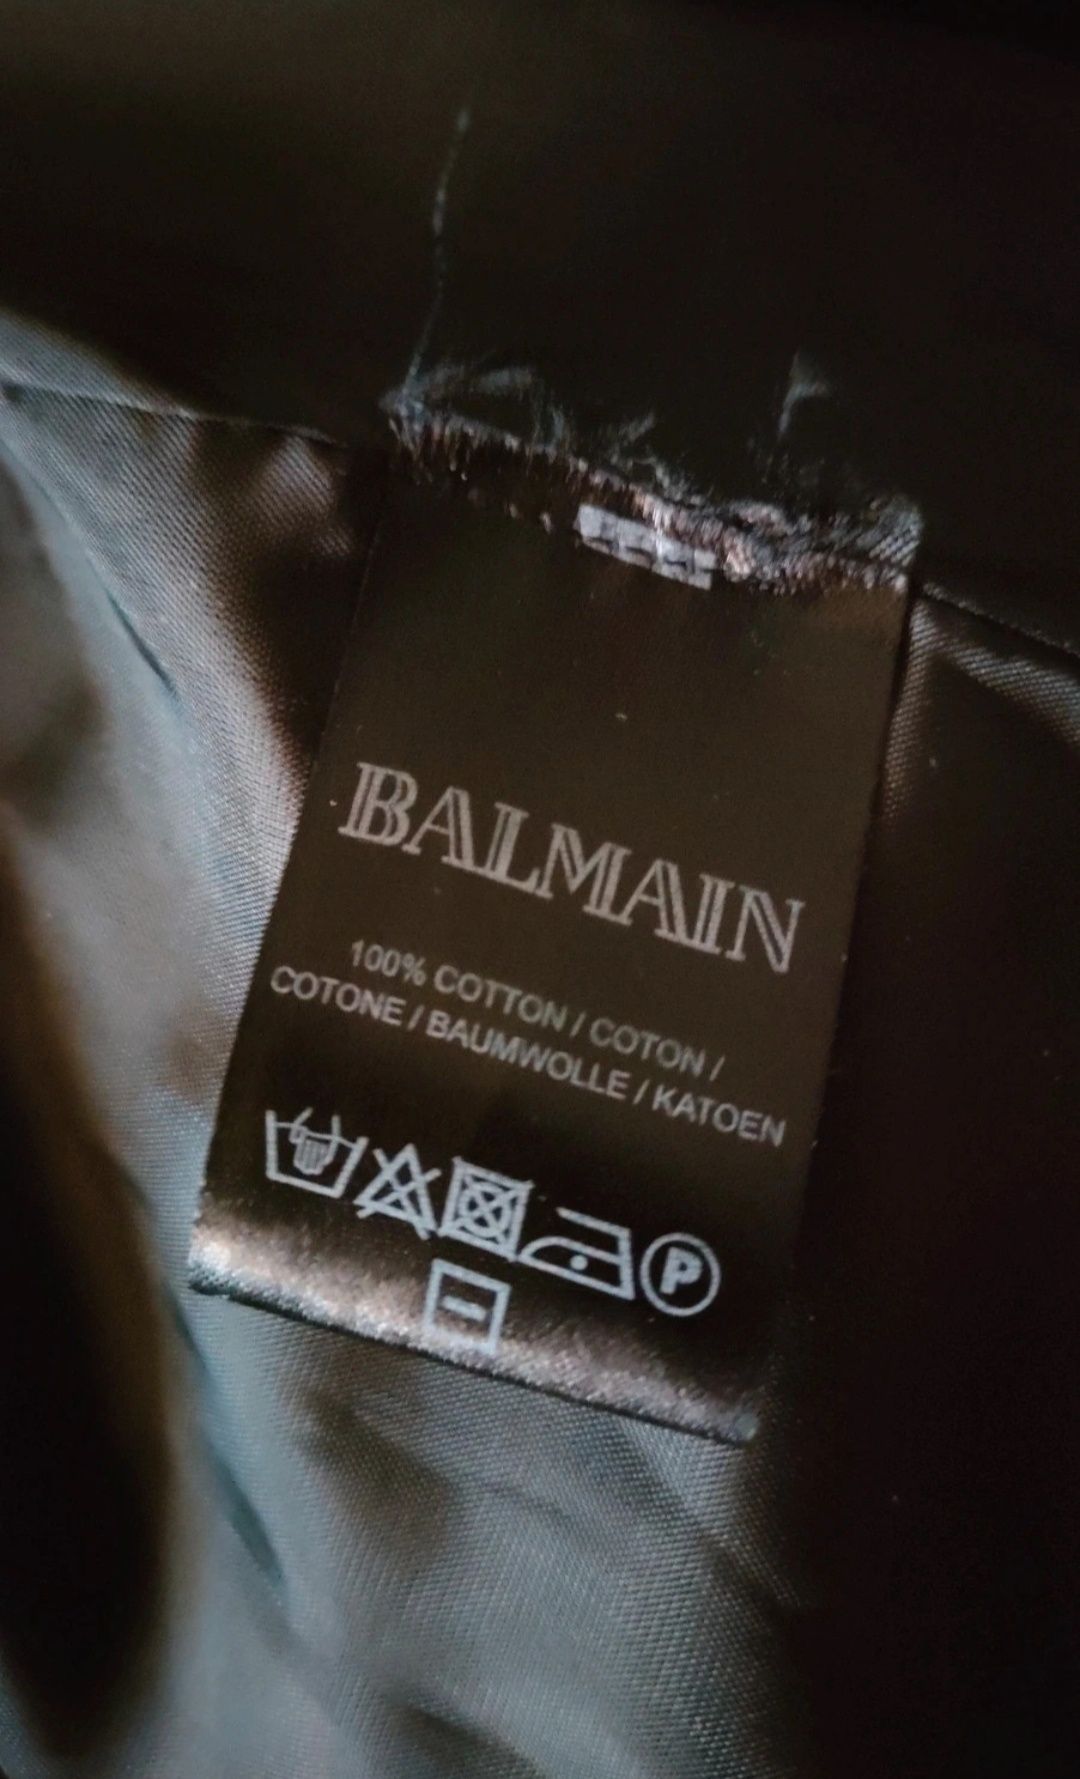 BALMAIN
100% COTTON / COTON /
COTONE / BAUMWOLLE / KATOEN
P